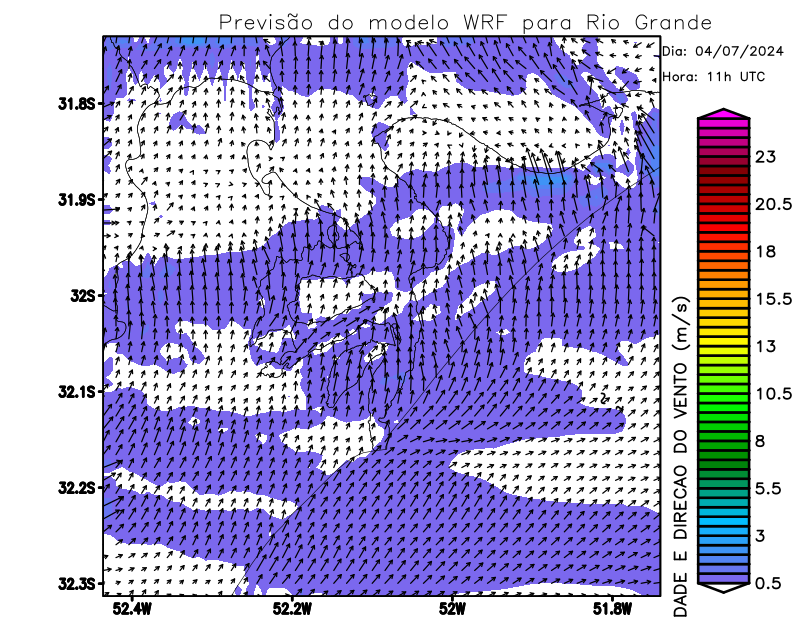 Previsão do modelo WRF para Rio Grande
Dia: 04/07/2024
Hora: 11h UTC
31.8S
31.9S
32S
32.1S
32.2S
32.3S
52.4W
52.2W
52W
51.8W
23
20.5
18
15.5
13
10.5
8
5.5
3
0.5
DADE E DIRECAO DO VENTO (m/s)
2